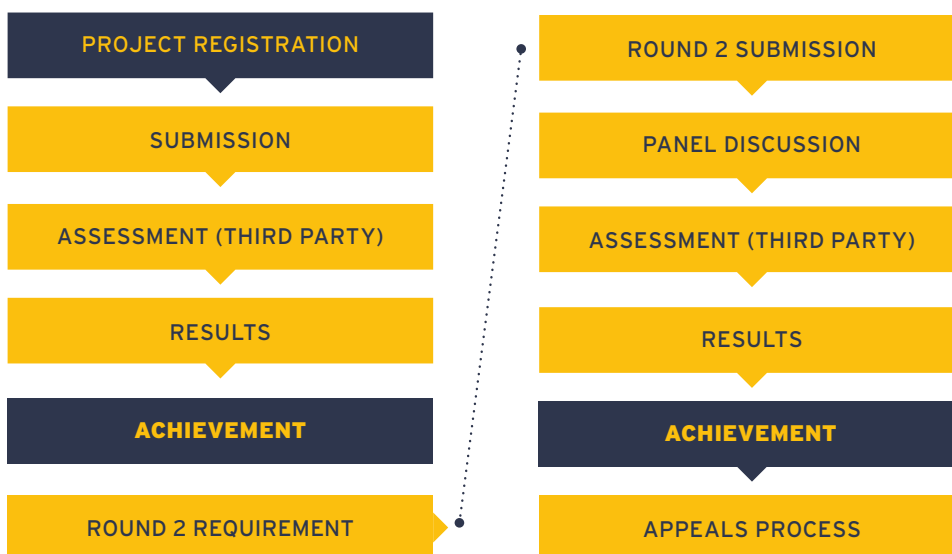 PROJECT REGISTRATION
SUBMISSION
ASSESSMENT (THIRD PARTY)
RESULTS
ACHIEVEMENT
ROUND 2 REQUIREMENT
ROUND 2 SUBMISSION
PANEL DISCUSSION
ASSESSMENT (THIRD PARTY)
RESULTS
ACHIEVEMENT
APPEALS PROCESS